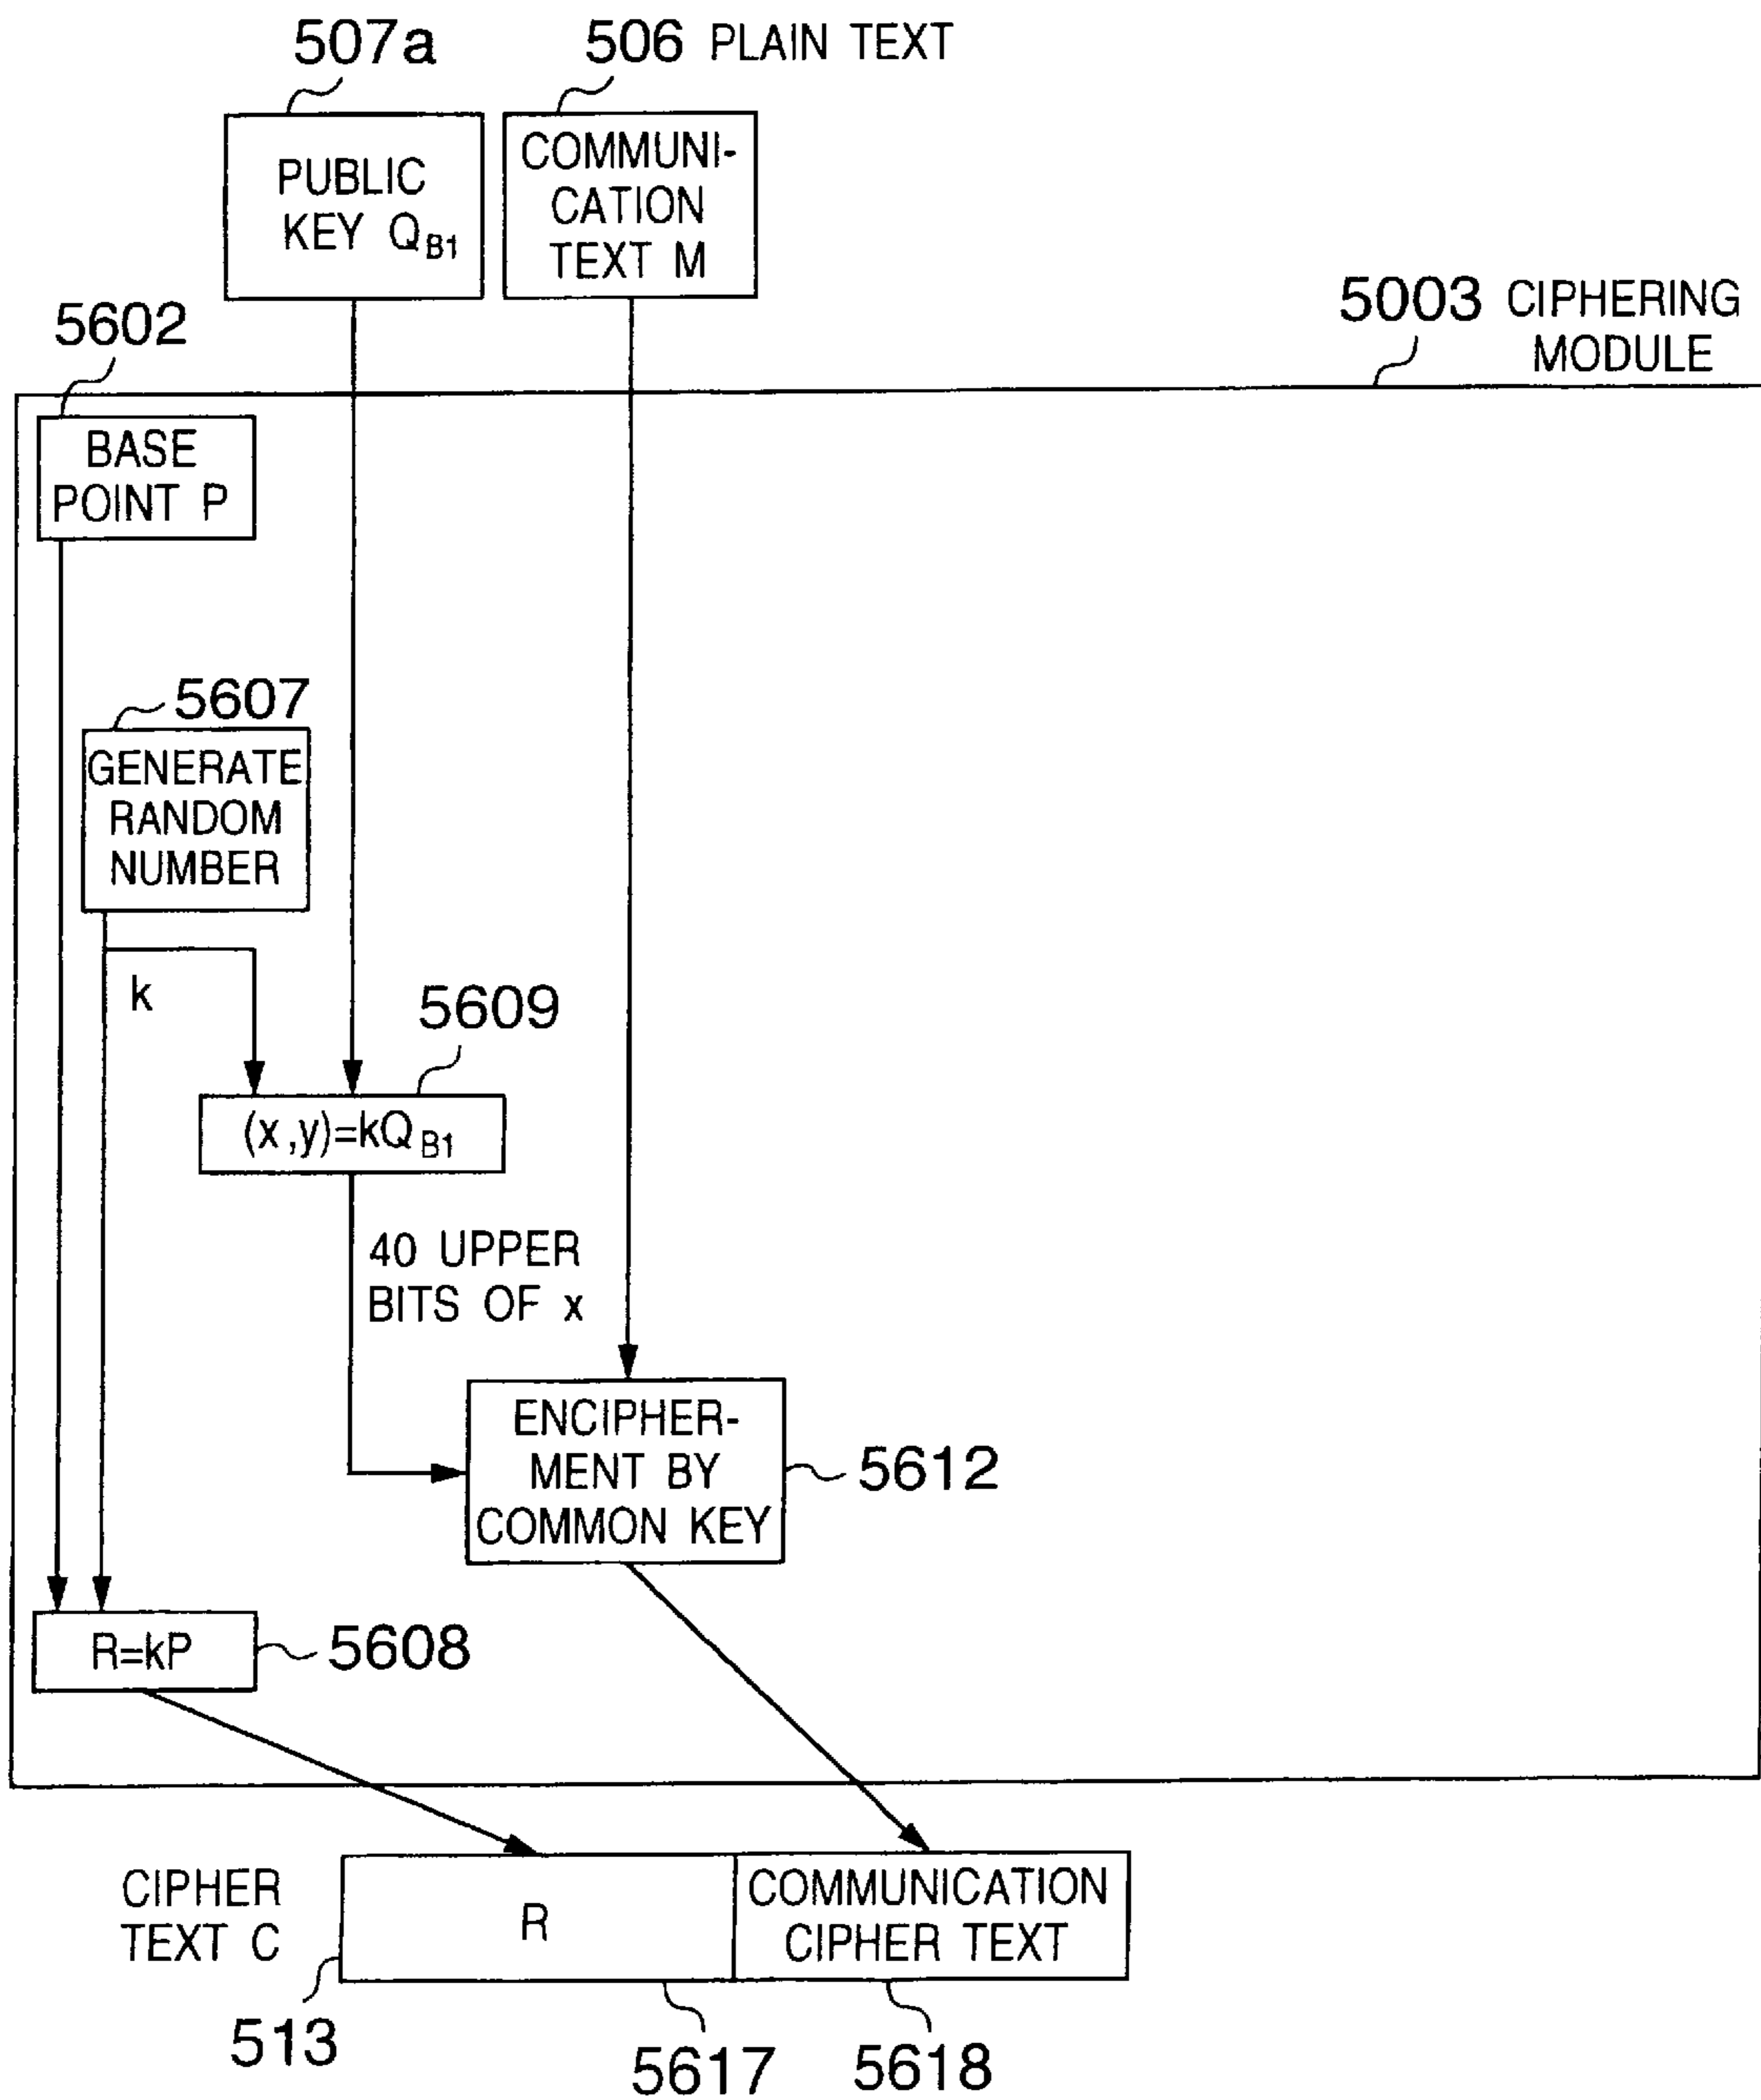 507a
506 PLAIN TEXT
PUBLIC
KEY Q_B1
COMMUNI-
CATION
TEXT M
5602
5003 CIPHERING
MODULE
BASE
POINT P
5607
GENERATE
RANDOM
NUMBER
k
5609
(x,y)=kQ_B1
40 UPPER
BITS OF x
ENCIPHER-
MENT BY
COMMON KEY
5612
R=kP
5608
CIPHER
TEXT C
R
COMMUNICATION
CIPHER TEXT
513
5617
5618